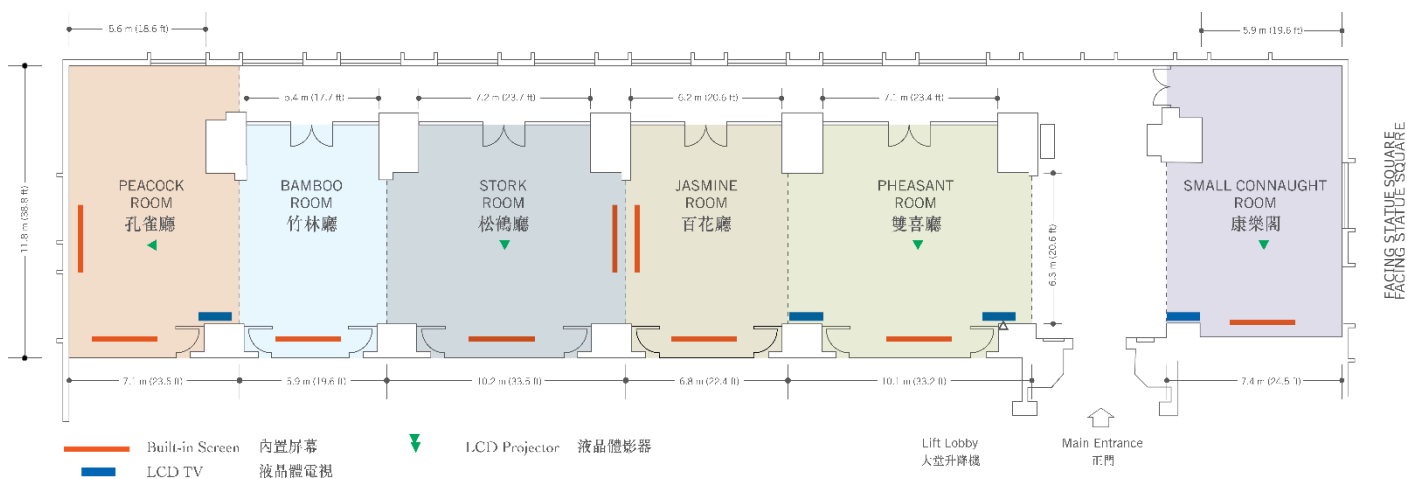 5.6 m (18.6 ft)
5.9 m (19.6 ft)
5.4 m (17.7 ft)
7.2 m (23.7 ft)
6.2 m (20.6 ft)
7.1 m (23.4 ft)
11.8 m (38.8 ft)
PEACOCK
ROOM
孔雀廳
BAMBOO
ROOM
竹林廳
STORK
ROOM
松鶴廳
JASMINE
ROOM
百花廳
PHEASANT
ROOM
雙喜廳
6.3 m (20.6 ft)
SMALL CONNAUGHT
ROOM
康樂閣
FACING STATUE SQUARE
FACING STATUE SQUARE
7.1 m (23.5 ft)
5.9 m (19.6 ft)
10.2 m (33.6 ft)
6.8 m (22.4 ft)
10.1 m (33.2 ft)
7.4 m (24.5 ft)
Built-in Screen 內置屏幕
LCD Projector 液晶體影器
LCD TV 液晶體電視
Lift Lobby
大堂升降機
Main Entrance
正門